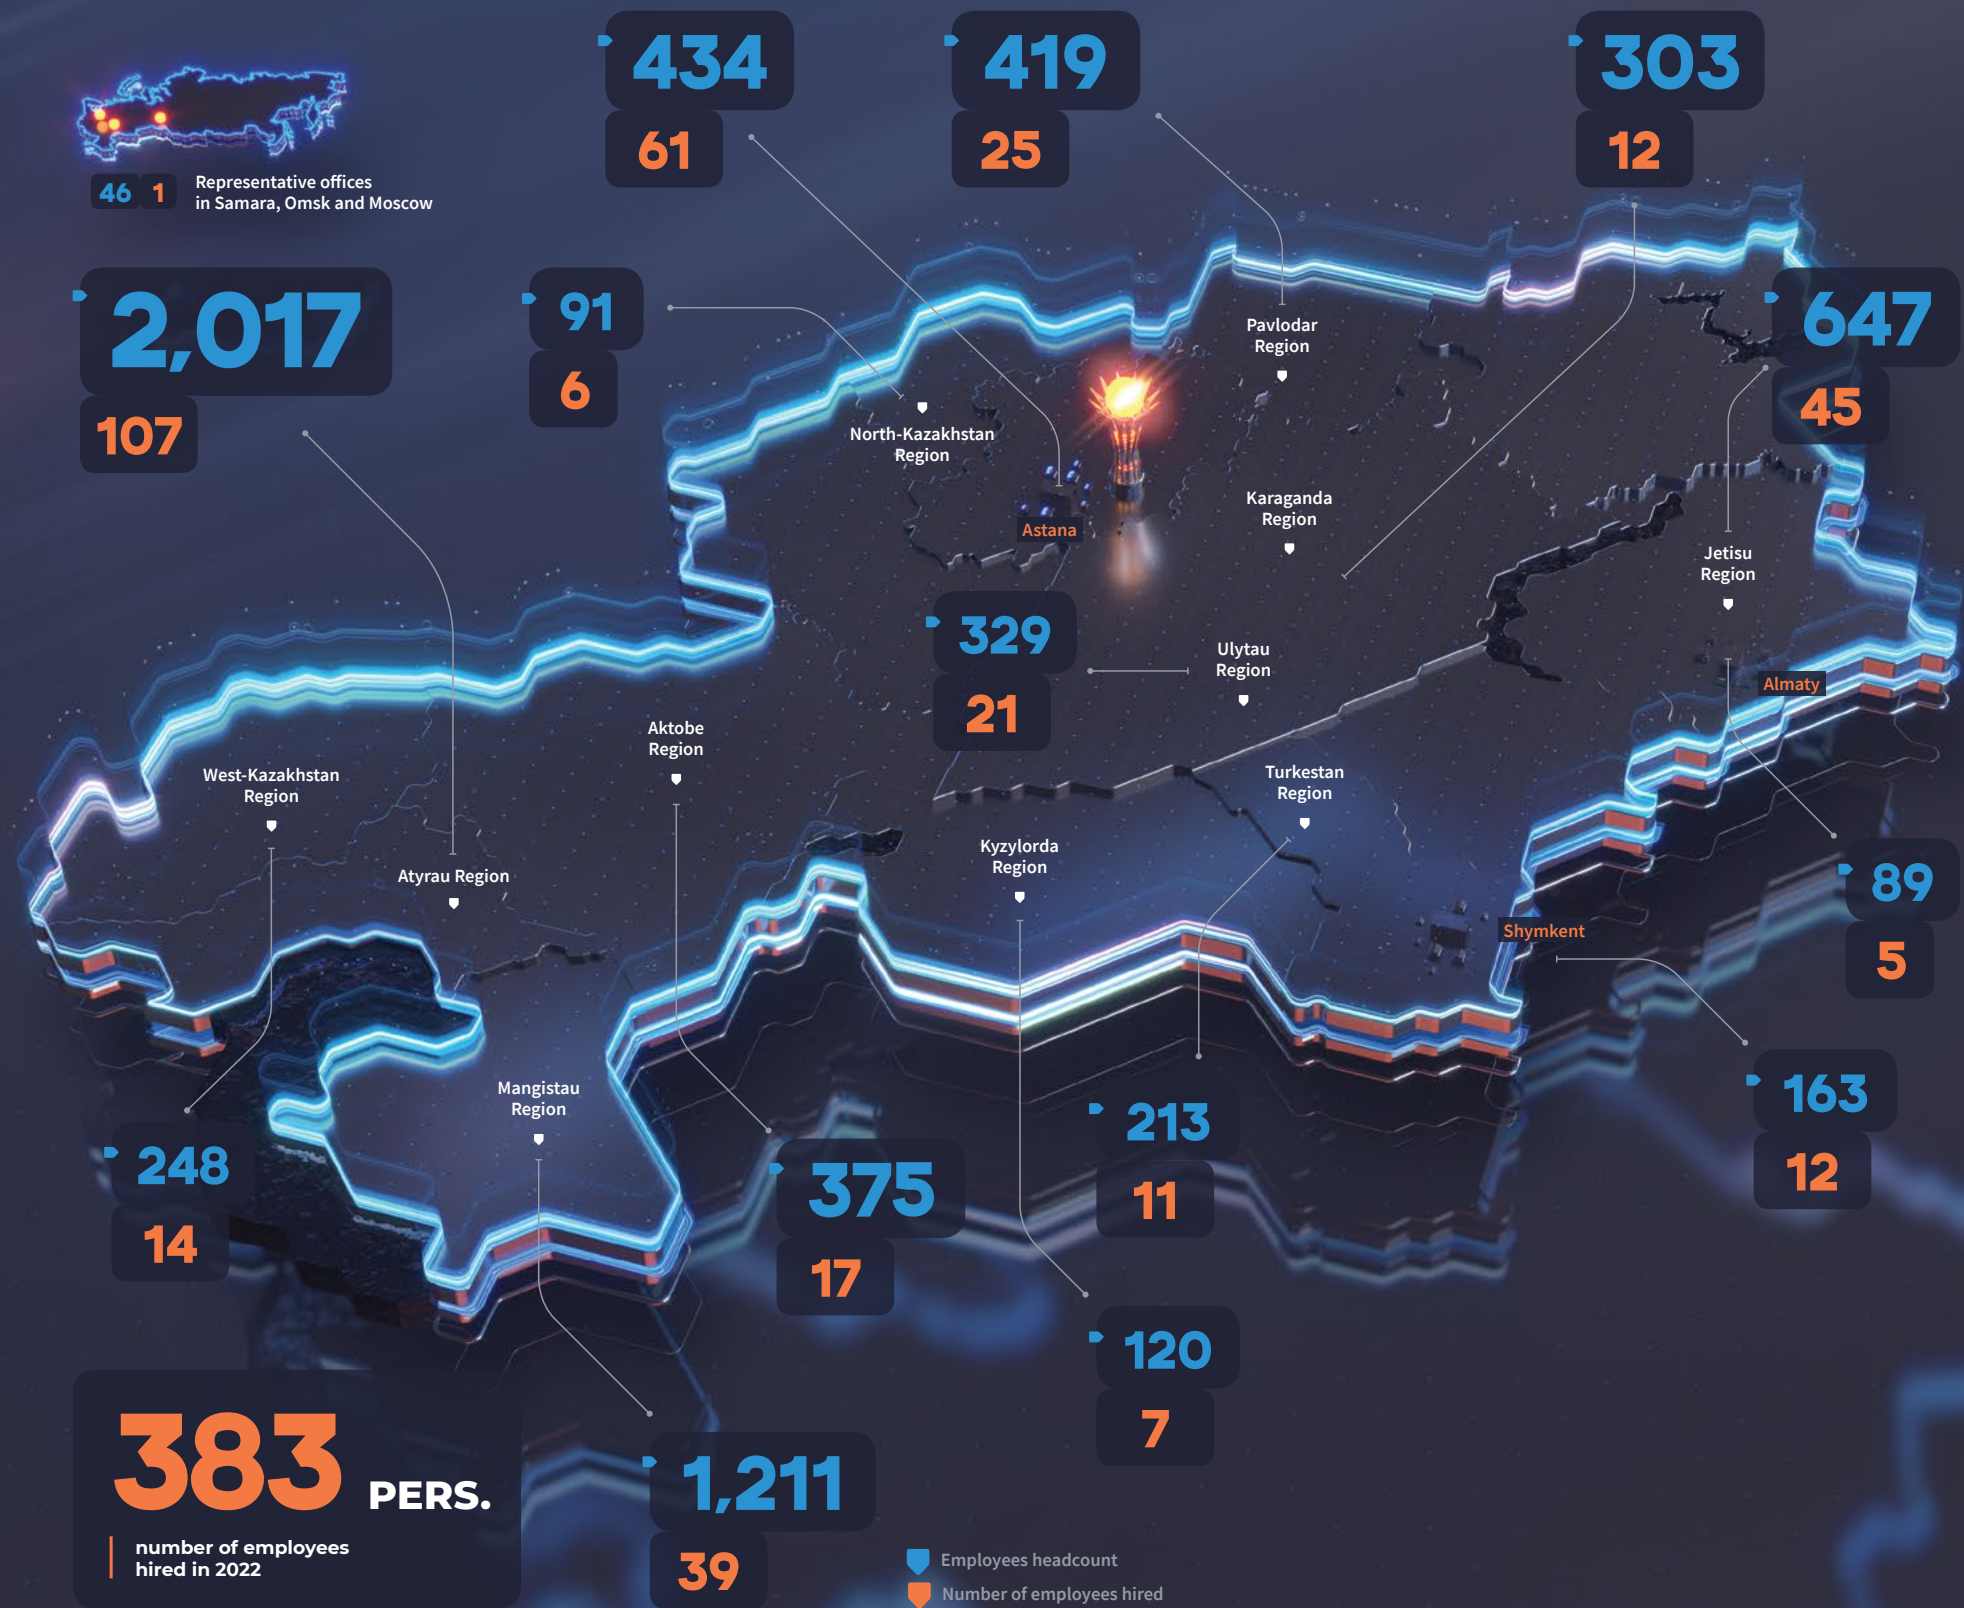 434
61
419
25
303
12
46 1
Representative offices
in Samara, Omsk and Moscow
2,017
107
91
6
647
45
Pavlodar
Region
North-Kazakhstan
Region
Astana
Karaganda
Region
Jetisu
Region
329
21
Ulytau
Region
Almaty
Aktobe
Region
West-Kazakhstan
Region
Turkestan
Region
Atyrau Region
Kyzylorda
Region
89
5
Shymkent
Mangistau
Region
163
12
248
14
375
17
213
11
120
7
383 PERS.
number of employees
hired in 2022
1,211
39
Employees headcount
Number of employees hired